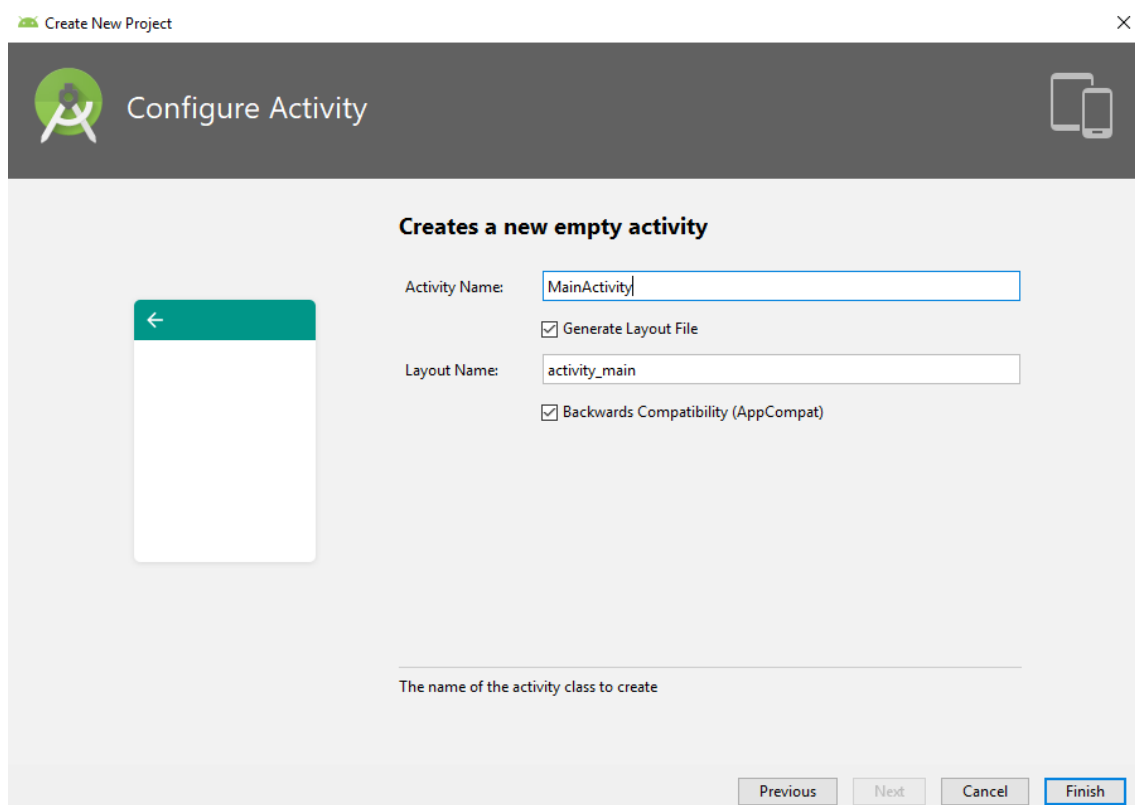 Create New Project
Configure Activity
Creates a new empty activity
Activity Name: MainActivity
Generate Layout File
Layout Name: activity_main
Backwards Compatibility (AppCompat)
The name of the activity class to create
Previous Next Cancel Finish